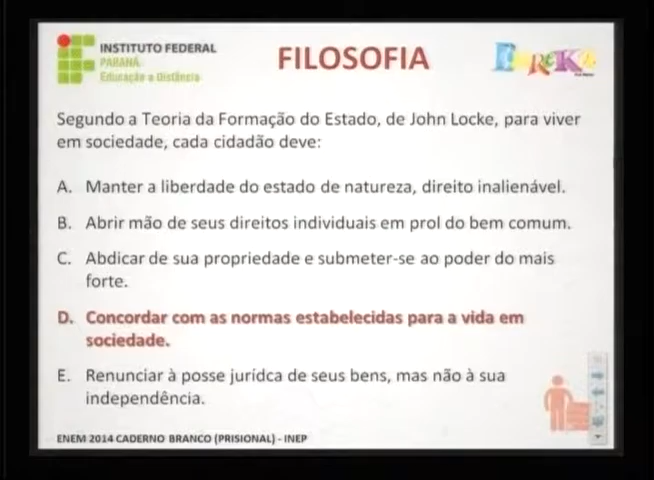 INSTITUTO FEDERAL
PARANÁ
Educação a Distância
FILOSOFIA
EUREKA
Segundo a Teoria da Formação do Estado, de John Locke, para viver
em sociedade, cada cidadão deve:
A. Manter a liberdade do estado de natureza, direito inalienável.
B. Abrir mão de seus direitos individuais em prol do bem comum.
C. Abdicar de sua propriedade e submeter-se ao poder do mais
forte.
D. Concordar com as normas estabelecidas para a vida em
sociedade.
E. Renunciar à posse jurídca de seus bens, mas não à sua
independência.
ENEM 2014 CADERNO BRANCO (PRISIONAL) - INEP